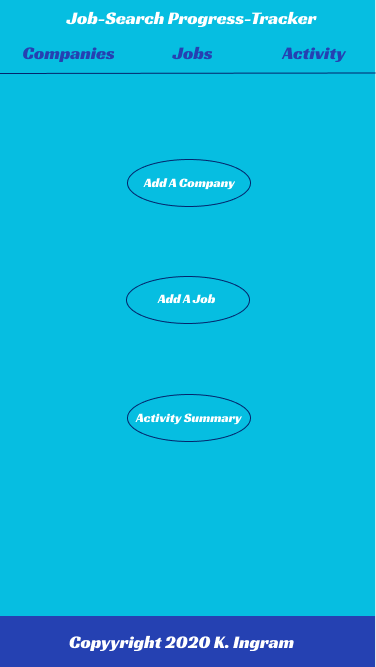 Job-Search Progress-Tracker
Companies Jobs Activity
Add A Company
Add A Job
Activity Summary
Copyyright 2020 K. Ingram